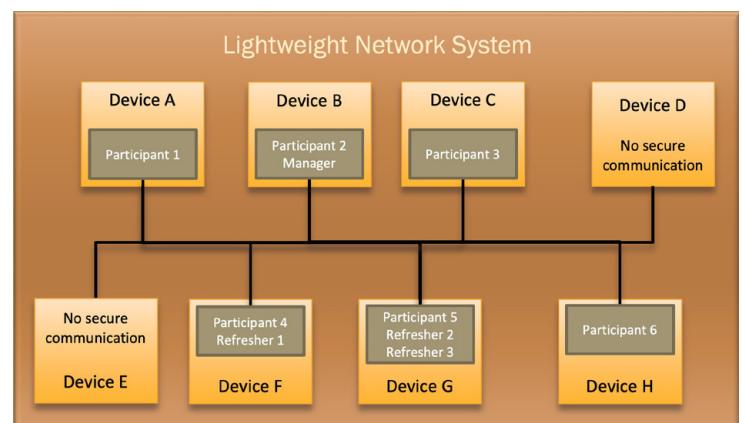 Lightweight Network System
Device A
Participant 1
Device B
Participant 2
Manager
Device C
Participant 3
Device D
No secure
communication
No secure
communication
Device E
Participant 4
Refresher 1
Device F
Participant 5
Refresher 2
Refresher 3
Device G
Participant 6
Device H